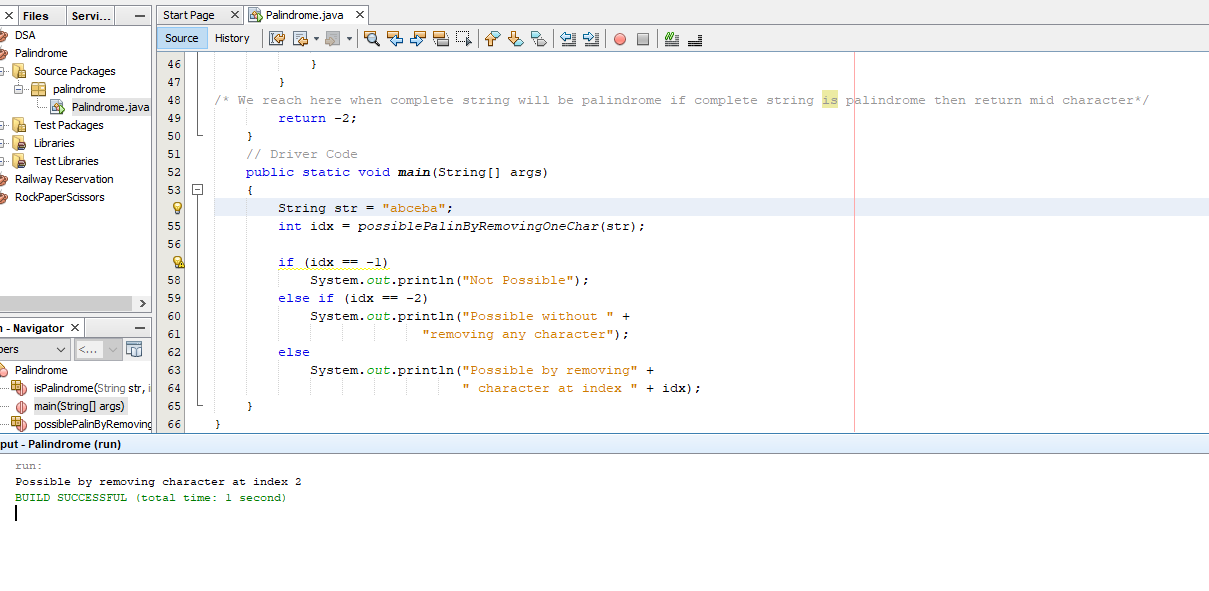 Files Servi... Start Page Palindrome.java
DSA Source History
Palindrome
Source Packages
palindrome
Palindrome.java
Test Packages
Libraries
Test Libraries
Railway Reservation
RockPaperScissors
46 }
47 }
48 /* We reach here when complete string will be palindrome if complete string is palindrome then return mid character*/
49 return -2;
50 }
51 // Driver Code
52 public static void main(String[] args)
53 {
String str = "abceba";
55 int idx = possiblePalinByRemovingOneChar(str);
56
if (idx == -1)
58 System.out.println("Not Possible");
59 else if (idx == -2)
60 System.out.println("Possible without " +
61 "removing any character");
62 else
63 System.out.println("Possible by removing" +
64 " character at index " + idx);
65 }
66 }
- Navigator
<...
Palindrome
isPalindrome(String str,
main(String[] args)
possiblePalinByRemoving
put - Palindrome (run)
run:
Possible by removing character at index 2
BUILD SUCCESSFUL (total time: 1 second)